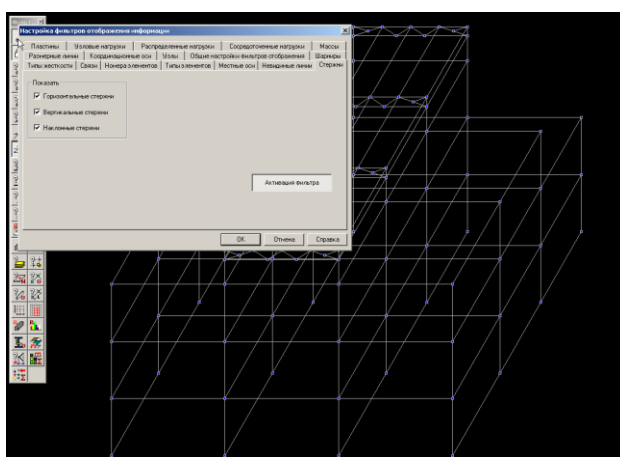 Настройка фильтров отображения информации
Пластины Узловые нагрузки Распределенные нагрузки Сосредоточенные нагрузки Массы
Размерные линии Координационные оси Узлы Общие настройки фильтров отображения Шарниры
Типы жесткости Связи Номера элементов Типы элементов Местные оси Невидимые линии Стержни
Показать
Горизонтальные стержни
Вертикальные стержни
Наклонные стержни
Активация фильтра
OK Отмена Справка